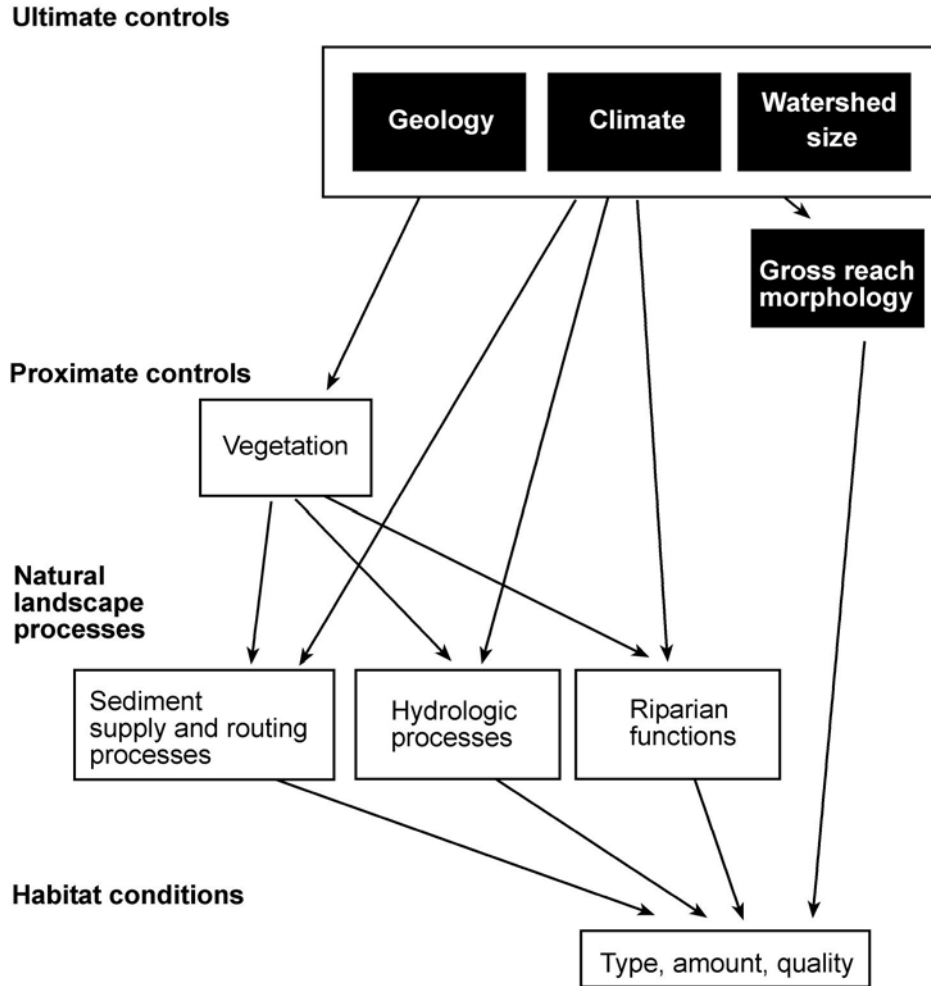 Ultimate controls
Geology
Climate
Watershed
size
Gross reach
morphology
Proximate controls
Vegetation
Natural
landscape
processes
Sediment
supply and routing
processes
Hydrologic
processes
Riparian
functions
Habitat conditions
Type, amount, quality